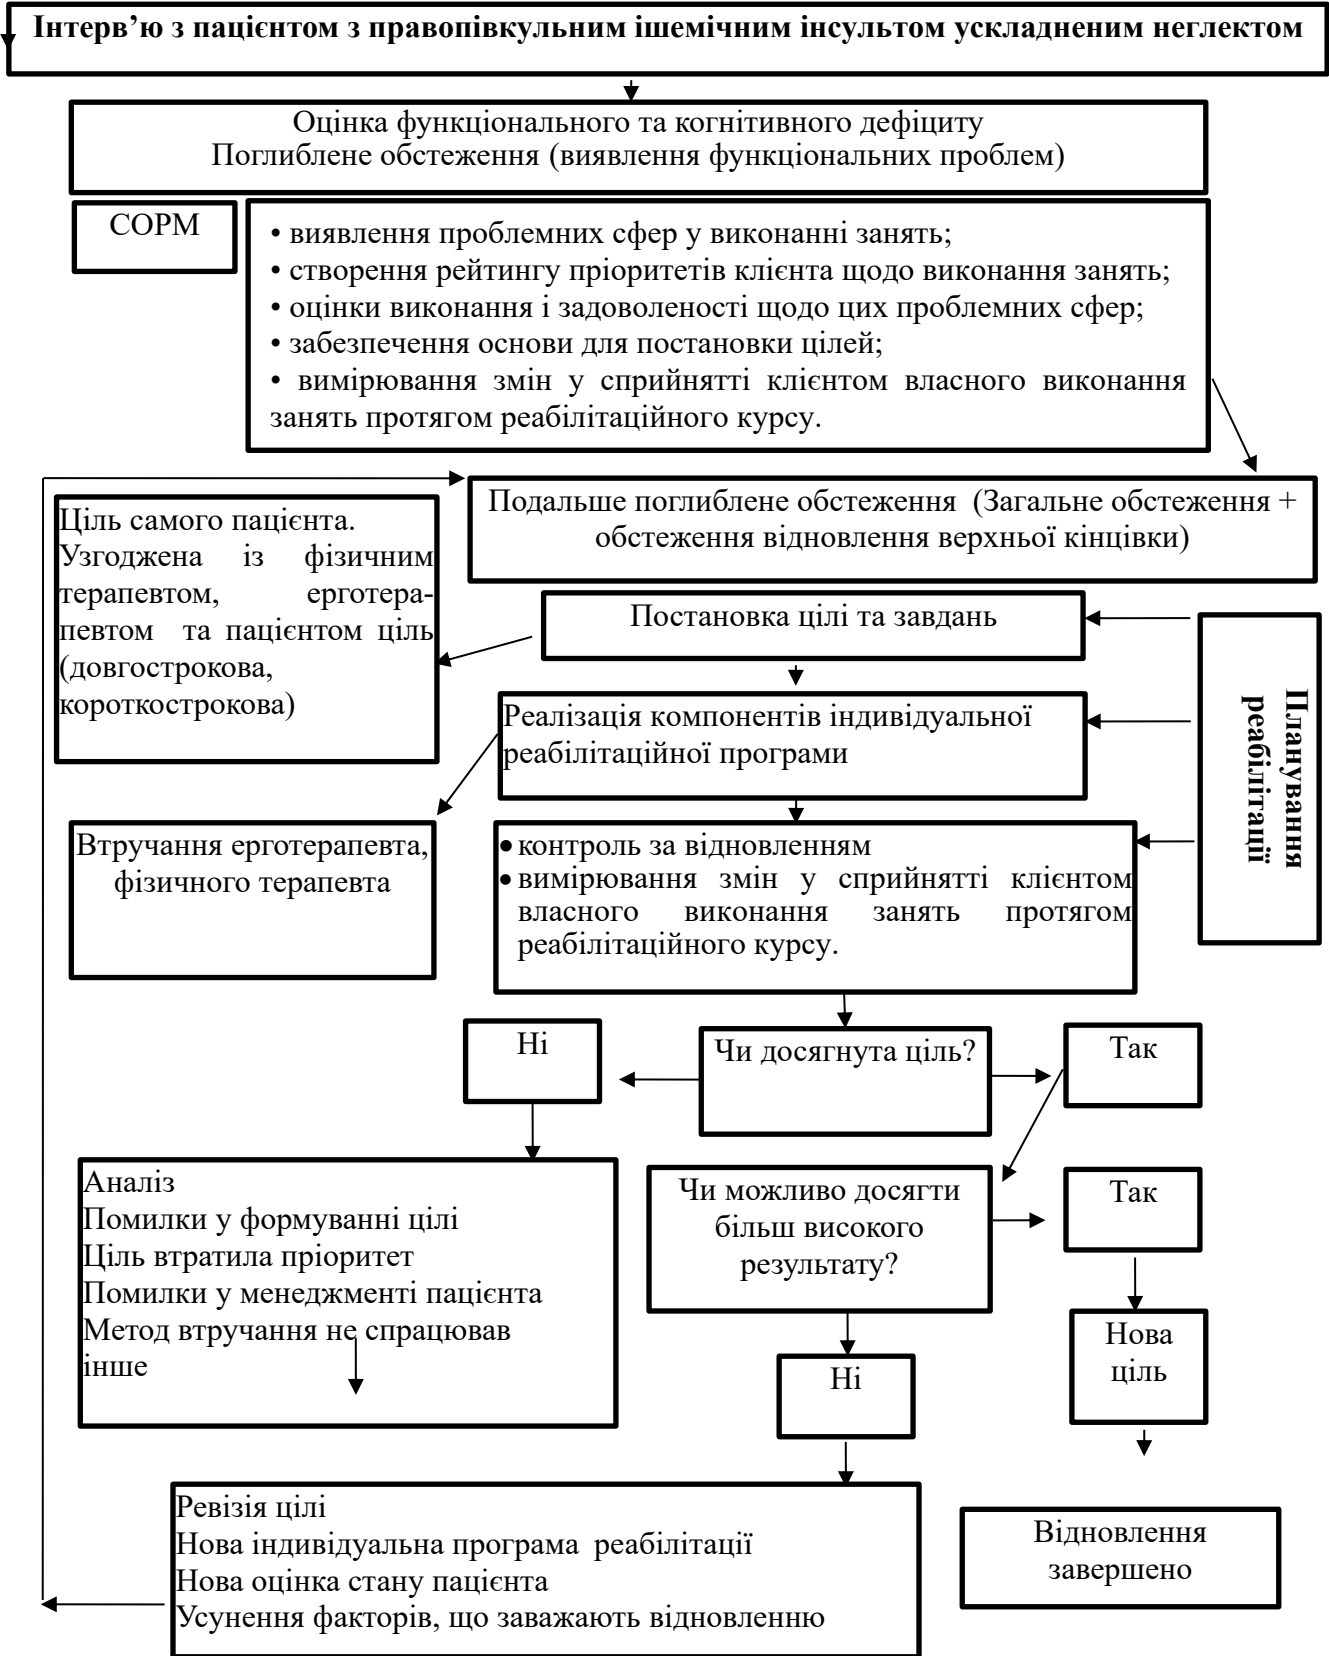 Інтерв’ю з пацієнтом з правопівкульним ішемічним інсультом ускладненим неглектом
Оцінка функціонального та когнітивного дефіциту
Поглиблене обстеження (виявлення функціональних проблем)
СОРМ
• виявлення проблемних сфер у виконанні занять;
• створення рейтингу пріоритетів клієнта щодо виконання занять;
• оцінки виконання і задоволеності щодо цих проблемних сфер;
• забезпечення основи для постановки цілей;
• вимірювання змін у сприйнятті клієнтом власного виконання
занять протягом реабілітаційного курсу.
Подальше поглиблене обстеження (Загальне обстеження +
обстеження відновлення верхньої кінцівки)
Ціль самого пацієнта.
Узгоджена із фізичним
терапевтом, ерготера-
певтом та пацієнтом ціль
(довгострокова,
короткострокова)
Постановка цілі та завдань
Планування
реабілітації
Реалізація компонентів індивідуальної
реабілітаційної програми
Втручання ерготерапевта,
фізичного терапевта
• контроль за відновленням
• вимірювання змін у сприйнятті клієнтом
власного виконання занять протягом
реабілітаційного курсу.
Ні
Чи досягнута ціль?
Так
Аналіз
Помилки у формуванні цілі
Ціль втратила пріоритет
Помилки у менеджменті пацієнта
Метод втручання не спрацював
інше
Чи можливо досягти
більш високого
результату?
Так
Нова
ціль
Ні
Ревізія цілі
Нова індивідуальна програма реабілітації
Нова оцінка стану пацієнта
Усунення факторів, що заважають відновленню
Відновлення
завершено